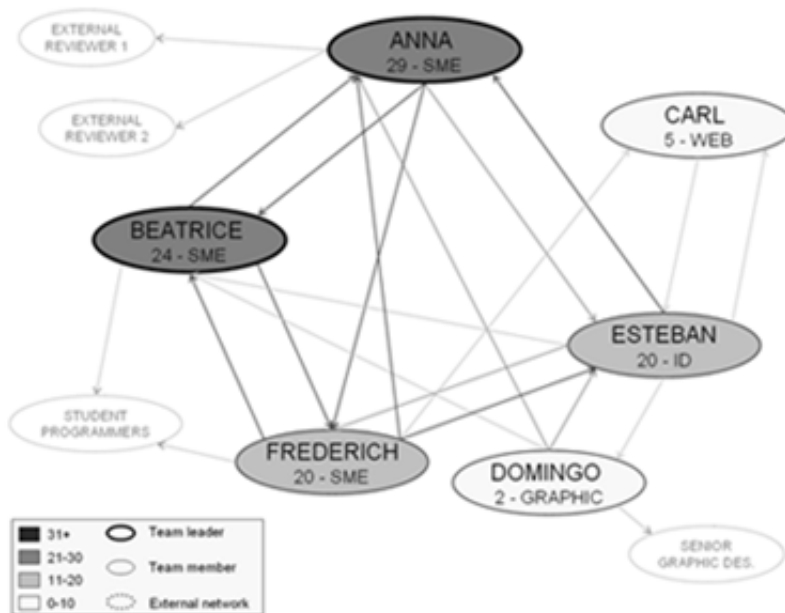 EXTERNAL
REVIEWER 1
ANNA
29 - SME
EXTERNAL
REVIEWER 2
CARL
5 - WEB
BEATRICE
24 - SME
ESTEBAN
20 - ID
STUDENT
PROGRAMMERS
FREDERICH
20 - SME
DOMINGO
2 - GRAPHIC
SENIOR
GRAPHIC DES.
31+
Team leader
21-30
Team member
11-20
0-10
External network